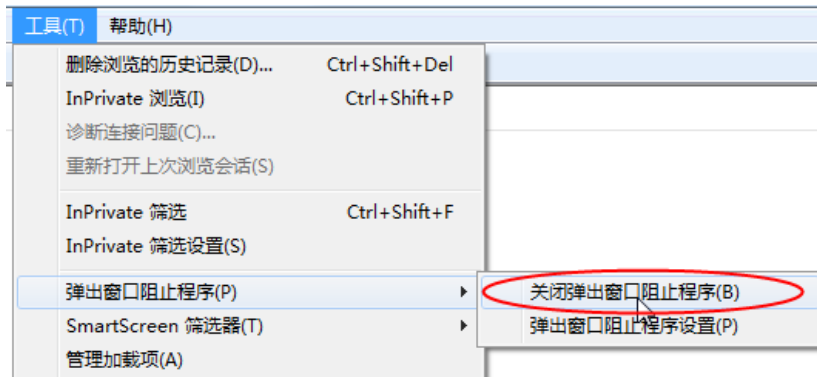 工具(T) 帮助(H)
删除浏览的历史记录(D)... Ctrl+Shift+Del
InPrivate 浏览(I) Ctrl+Shift+P
诊断连接问题(C)...
重新打开上次浏览会话(S)
InPrivate 筛选 Ctrl+Shift+F
InPrivate 筛选设置(S)
弹出窗口阻止程序(P) 关闭弹出窗口阻止程序(B)
SmartScreen 筛选器(T) 弹出窗口阻止程序设置(P)
管理加载项(A)